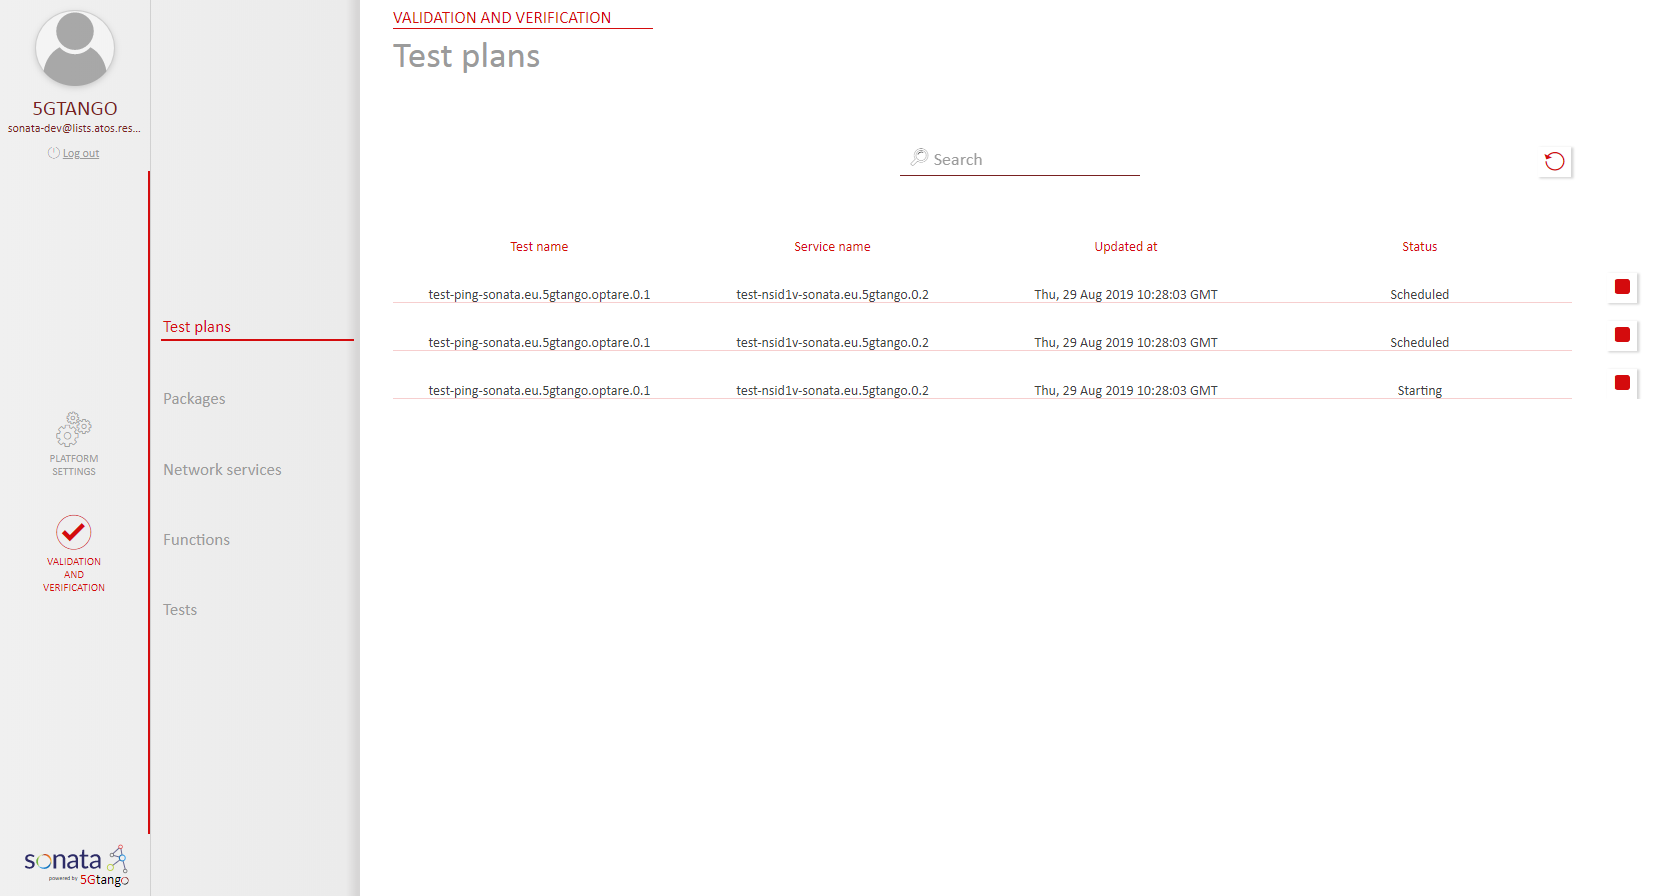 5GTANGO
sonata-dev@lists.atos.res...
Log out
PLATFORM
SETTINGS
VALIDATION
AND
VERIFICATION
sonata
powered by 5Gtango
Test plans
Packages
Network services
Functions
Tests
VALIDATION AND VERIFICATION
Test plans
Search
Test name Service name Updated at Status
test-ping-sonata.eu.5gtango.optare.0.1 test-nsid1v-sonata.eu.5gtango.0.2 Thu, 29 Aug 2019 10:28:03 GMT Scheduled
test-ping-sonata.eu.5gtango.optare.0.1 test-nsid1v-sonata.eu.5gtango.0.2 Thu, 29 Aug 2019 10:28:03 GMT Scheduled
test-ping-sonata.eu.5gtango.optare.0.1 test-nsid1v-sonata.eu.5gtango.0.2 Thu, 29 Aug 2019 10:28:03 GMT Starting